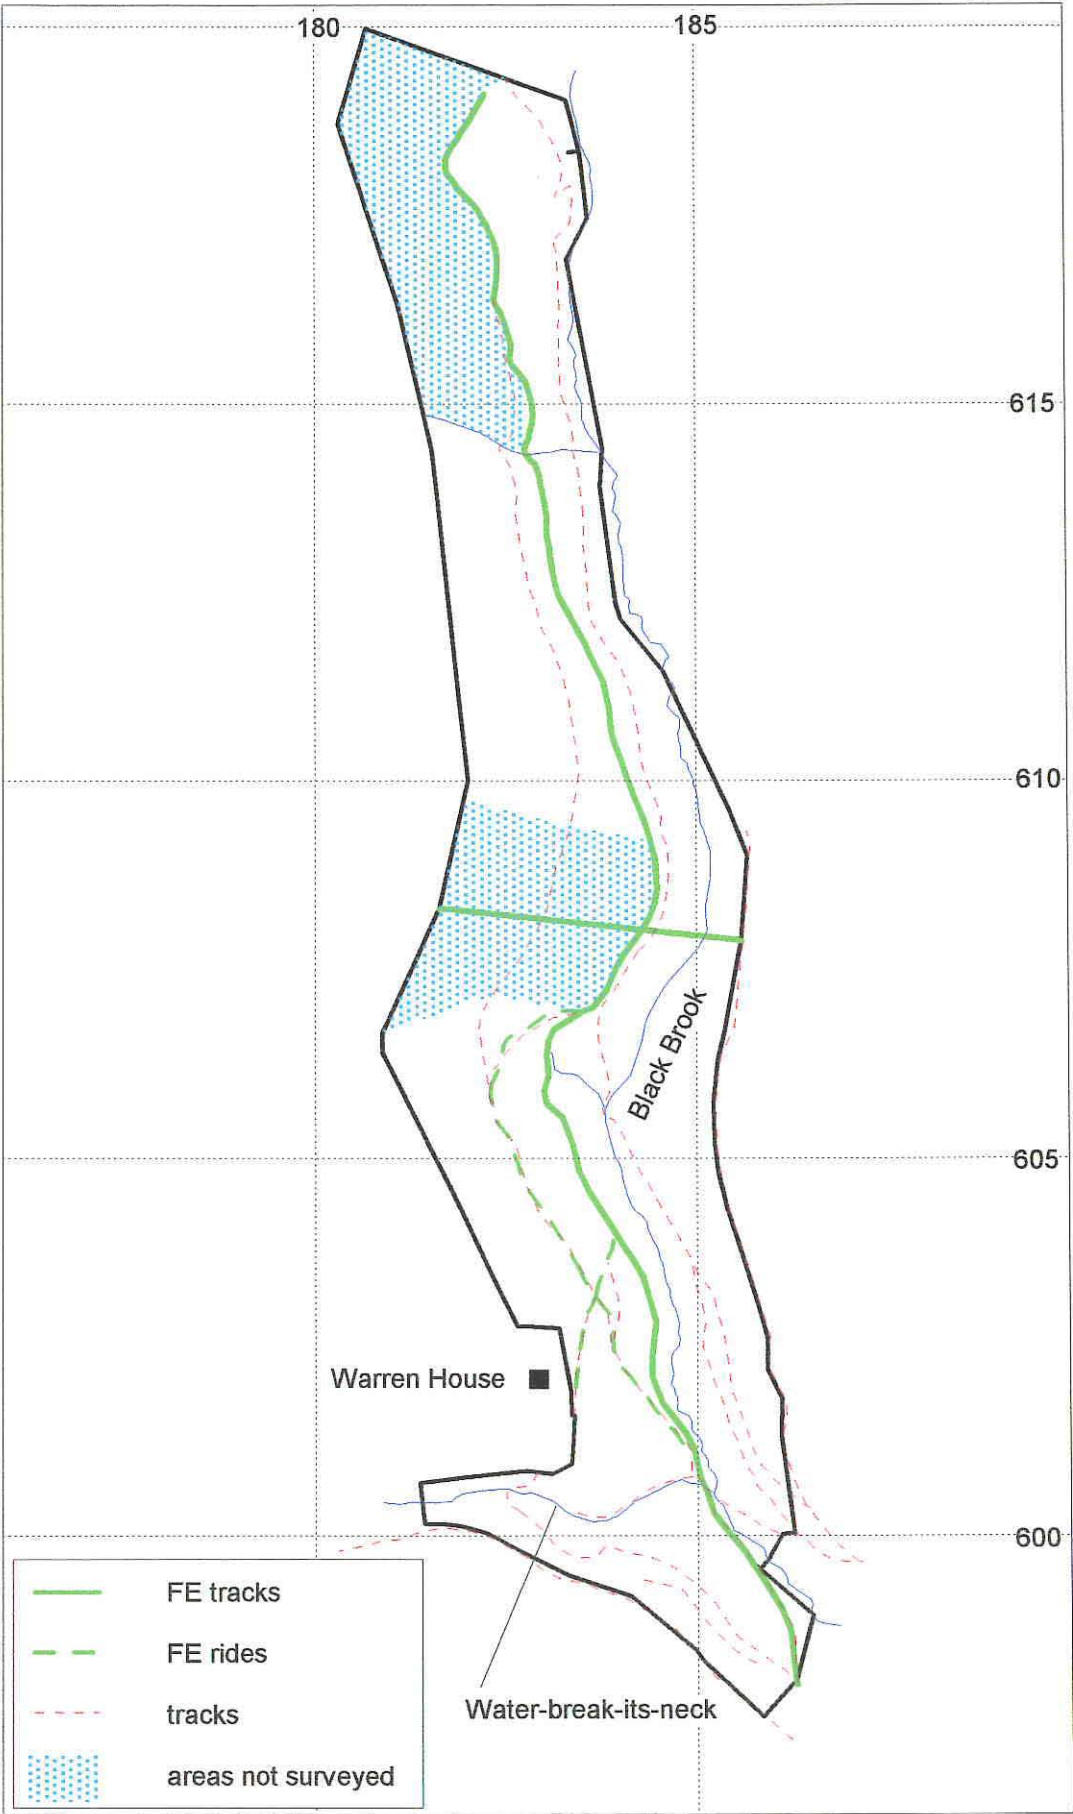 180
185
615
610
Black Brook
605
Warren House
600
FE tracks
FE rides
Water-break-its-neck
tracks
areas not surveyed